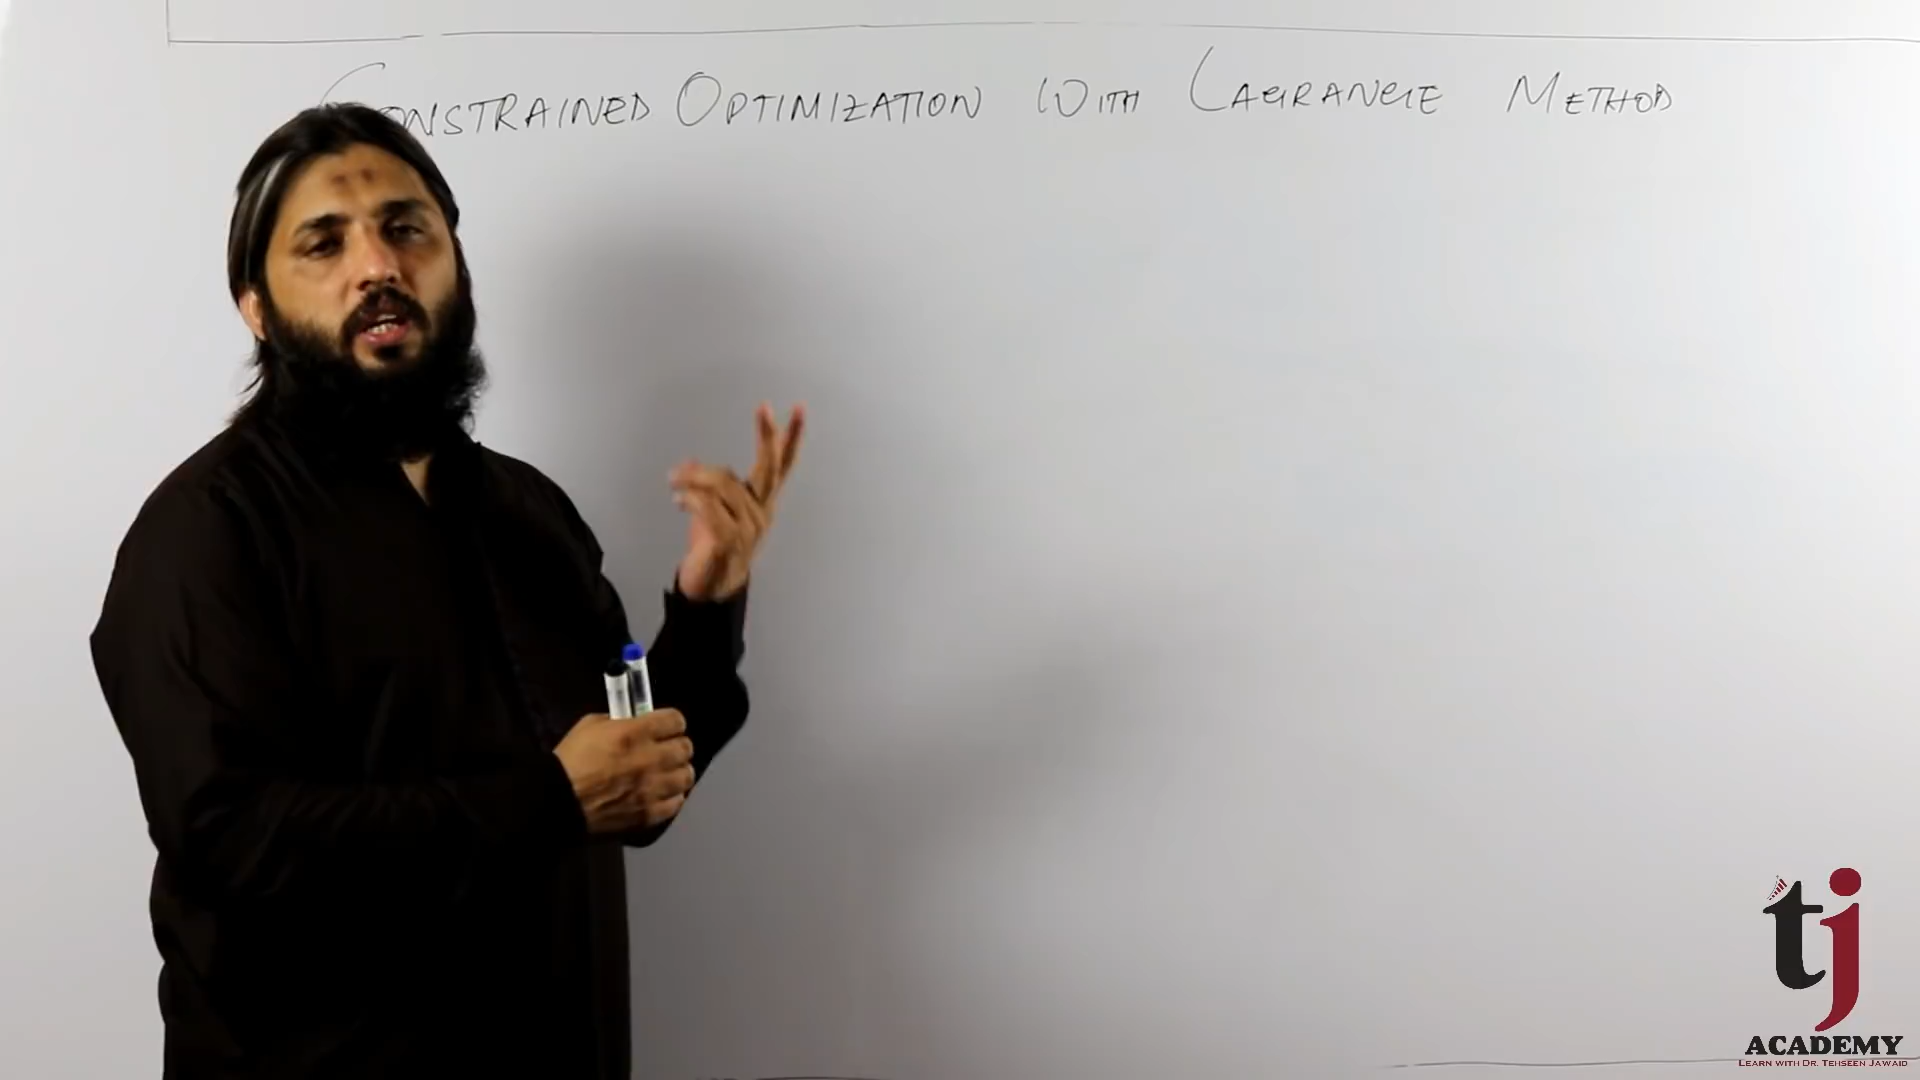 CONSTRAINED OPTIMIZATION WITH LAGRANGE METHOD
tj
ACADEMY
LEARN WITH DR. TEHSEEN JAWAID